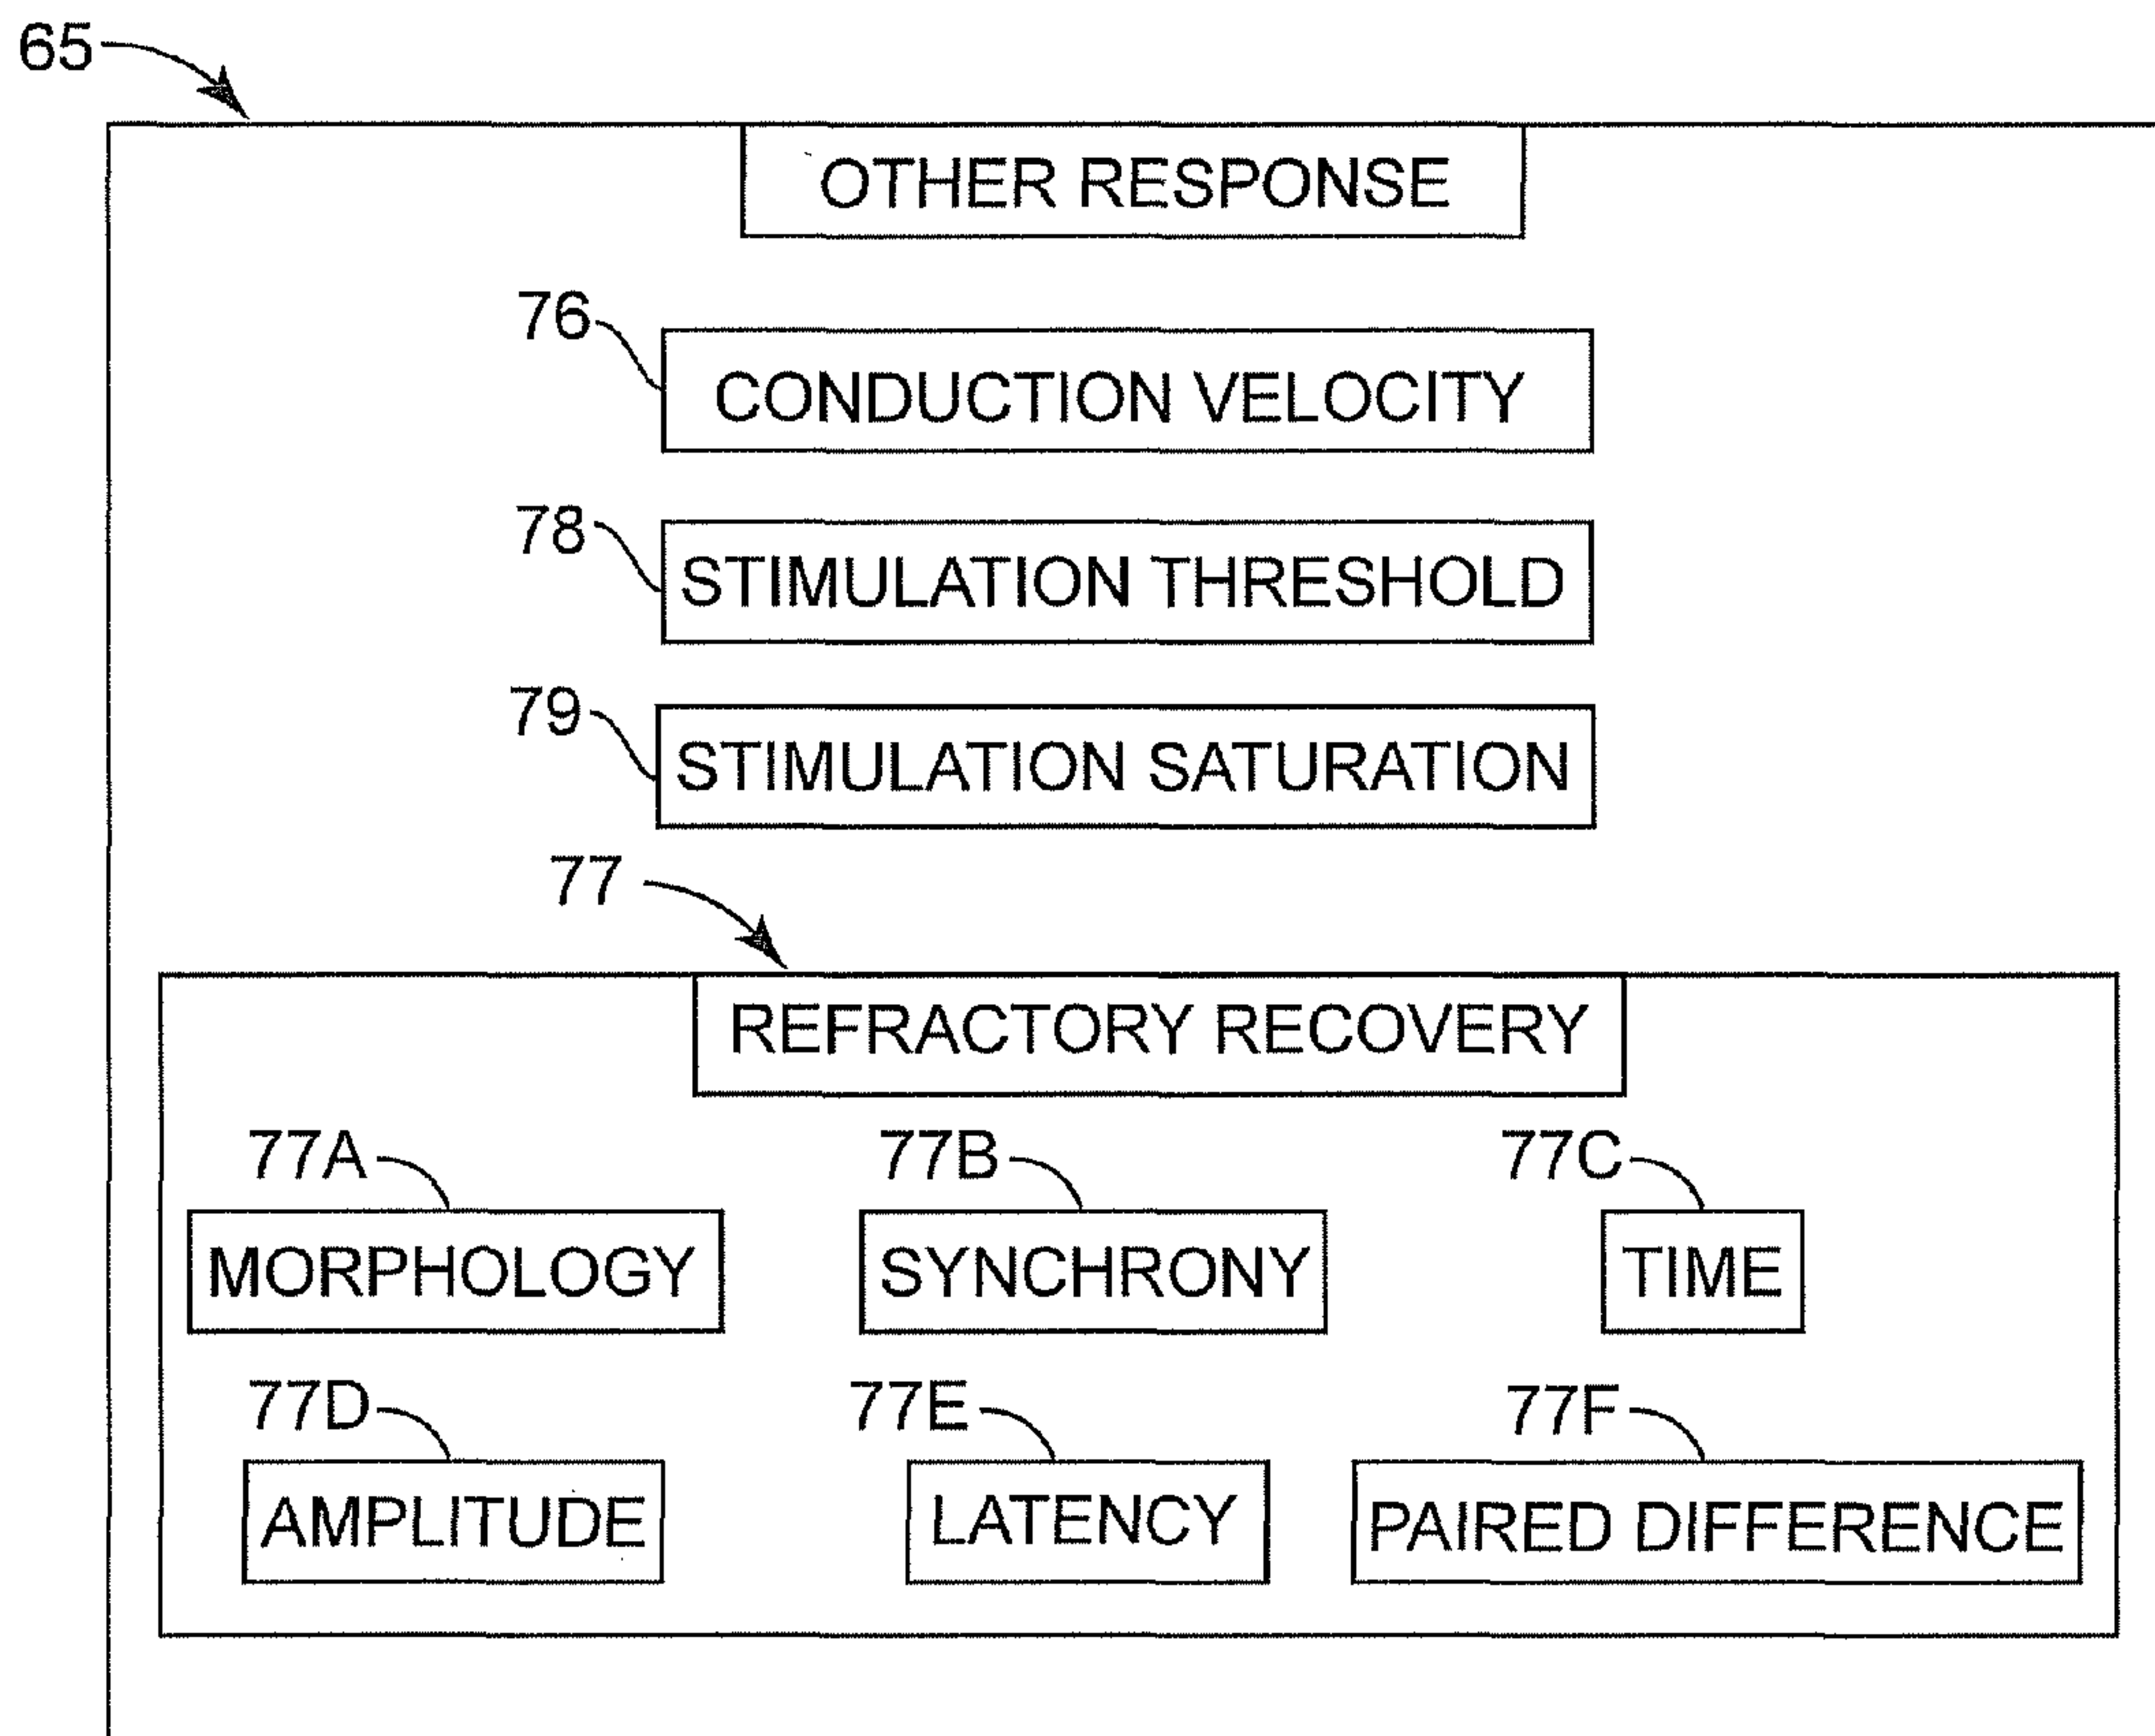 65
OTHER RESPONSE
76
CONDUCTION VELOCITY
78
STIMULATION THRESHOLD
79
STIMULATION SATURATION
77
REFRACTORY RECOVERY
77A 77B 77C
MORPHOLOGY SYNCHRONY TIME
77D 77E 77F
AMPLITUDE LATENCY PAIRED DIFFERENCE